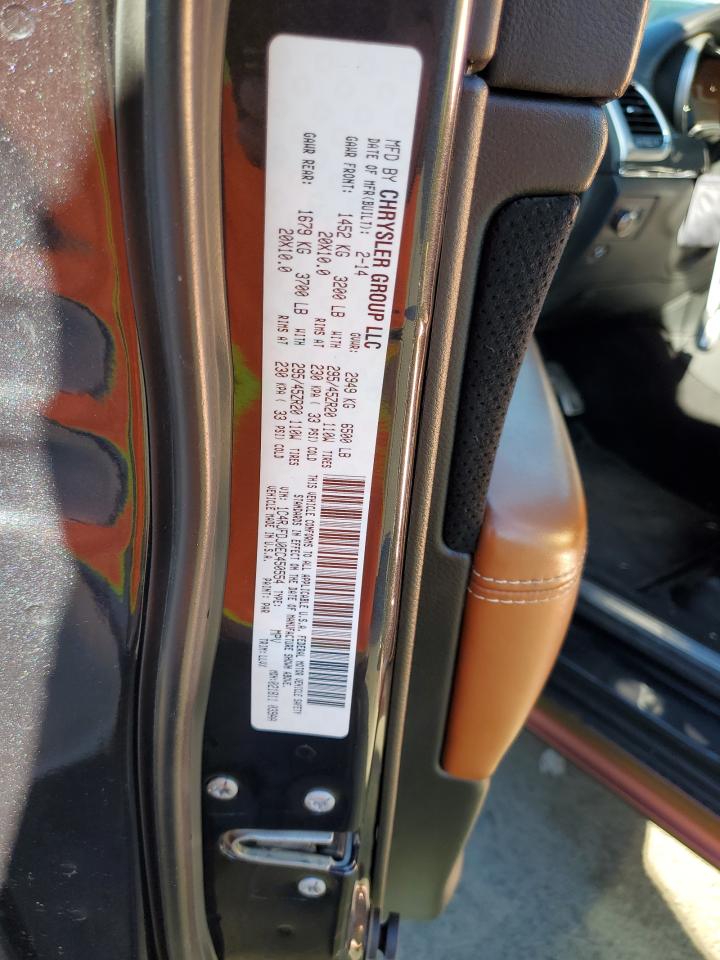 MFD BY CHRYSLER GROUP LLC
DATE OF MFR(BUILT): 2-14 GVWR: 2949 KG 6500 LB
GAWR FRONT: 1452 KG 3200 LB WITH 295/45ZR20 110W TIRES
20X10.0 RIMS AT 230 KPA ( 33 PSI) COLD
GAWR REAR: 1679 KG 3700 LB WITH 295/45ZR20 110W TIRES
20X10.0 RIMS AT 230 KPA ( 33 PSI) COLD
THIS VEHICLE CONFORMS TO ALL APPLICABLE U.S.A. FEDERAL MOTOR VEHICLE SAFETY
STANDARDS IN EFFECT ON THE DATE OF MANUFACTURE SHOWN ABOVE.
VIN: 1C4RJFDJ0EC450554 TYPE: MPV
VEHICLE MADE IN U.S.A. PAINT: PAR TRIM: